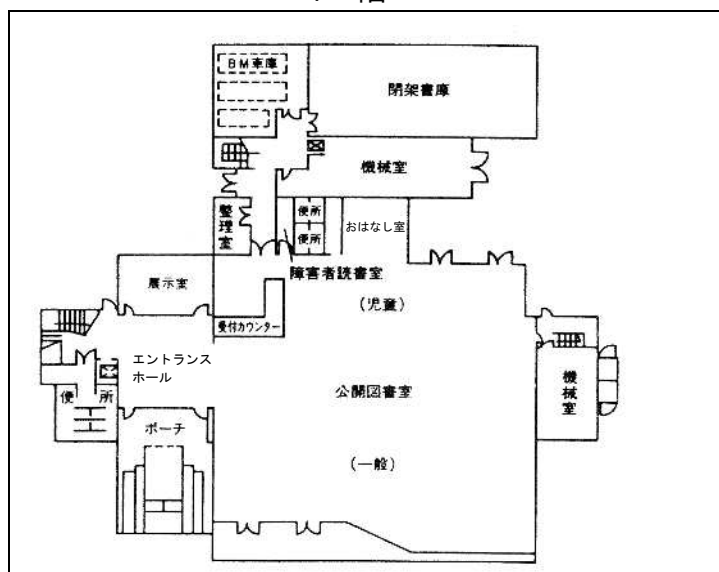 BM車庫
閉架書庫
機械室
便所
おはなし室
整理室
便所
障害者読書室
展示室
(児童)
受付カウンター
エントランス
ホール
公開図書室
機械室
便所
ポーチ
(一般)